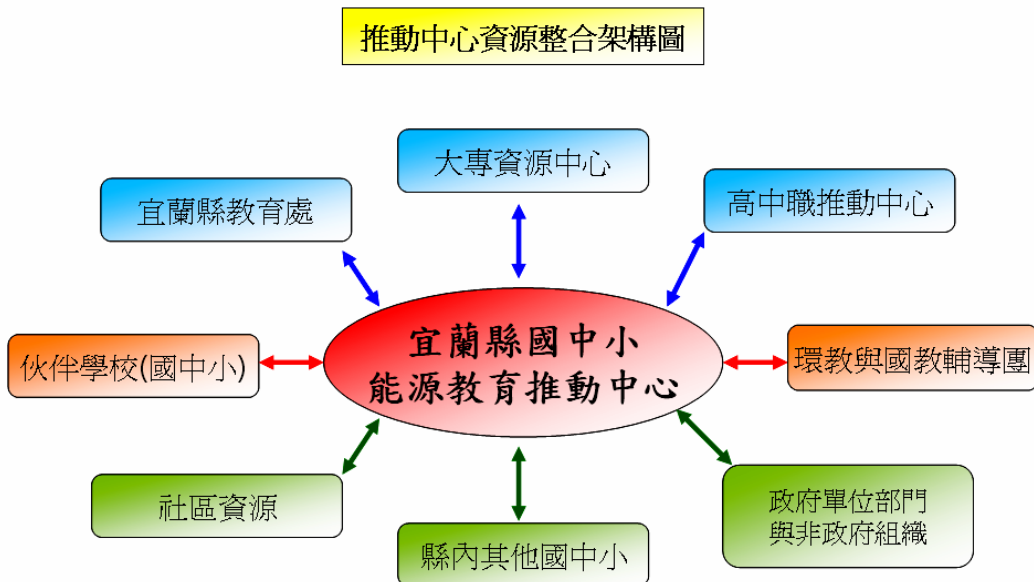 推動中心資源整合架構圖
大專資源中心
宜蘭縣教育處
高中職推動中心
宜蘭縣國中小
能源教育推動中心
伙伴學校(國中小)
環教與國教輔導團
社區資源
縣內其他國中小
政府單位部門
與非政府組織